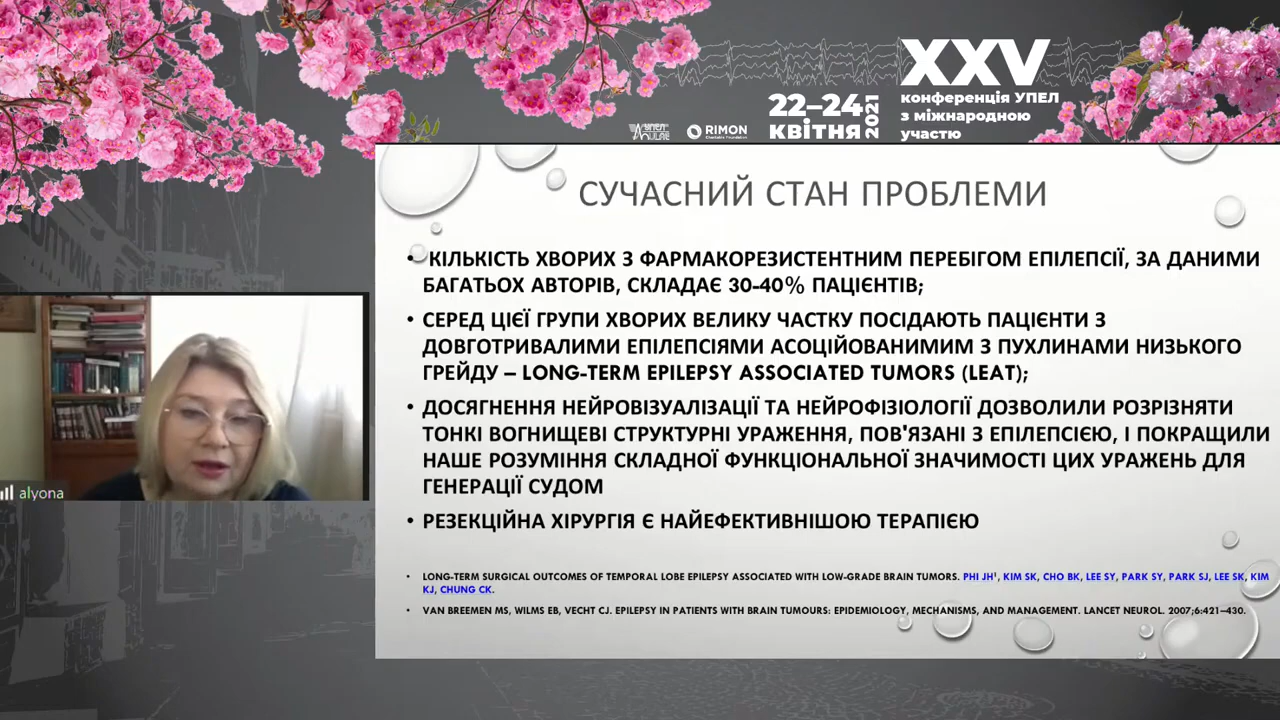 XXV
22–24
КВІТНЯ
2021
конференція УПЕЛ
з міжнародною
участю
RIMON
СУЧАСНИЙ СТАН ПРОБЛЕМИ
• КІЛЬКІСТЬ ХВОРИХ З ФАРМАКОРЕЗИСТЕНТНИМ ПЕРЕБІГОМ ЕПІЛЕПСІЇ, ЗА ДАНИМИ
БАГАТЬОХ АВТОРІВ, СКЛАДАЄ 30-40% ПАЦІЄНТІВ;
• СЕРЕД ЦІЄЇ ГРУПИ ХВОРИХ ВЕЛИКУ ЧАСТКУ ПОСІДАЮТЬ ПАЦІЄНТИ З
ДОВГОТРИВАЛИМИ ЕПІЛЕПСІЯМИ АСОЦІЙОВАНИМИМ З ПУХЛИНАМИ НИЗЬКОГО
ГРЕЙДУ – LONG-TERM EPILEPSY ASSOCIATED TUMORS (LEAT);
• ДОСЯГНЕННЯ НЕЙРОВІЗУАЛІЗАЦІЇ ТА НЕЙРОФІЗІОЛОГІЇ ДОЗВОЛИЛИ РОЗРІЗНЯТИ
ТОНКІ ВОГНИЩЕВІ СТРУКТУРНІ УРАЖЕННЯ, ПОВ'ЯЗАНІ З ЕПІЛЕПСІЄЮ, І ПОКРАЩИЛИ
НАШЕ РОЗУМІННЯ СКЛАДНОЇ ФУНКЦІОНАЛЬНОЇ ЗНАЧИМОСТІ ЦИХ УРАЖЕНЬ ДЛЯ
ГЕНЕРАЦІЇ СУДОМ
• РЕЗЕКЦІЙНА ХІРУРГІЯ Є НАЙЕФЕКТИВНІШОЮ ТЕРАПІЄЮ
• LONG-TERM SURGICAL OUTCOMES OF TEMPORAL LOBE EPILEPSY ASSOCIATED WITH LOW-GRADE BRAIN TUMORS. PHI JH¹, KIM SK, CHO BK, LEE SY, PARK SY, PARK SJ, LEE SK, KIM
KJ, CHUNG CK.
• VAN BREEMEN MS, WILMS EB, VECHT CJ. EPILEPSY IN PATIENTS WITH BRAIN TUMOURS: EPIDEMIOLOGY, MECHANISMS, AND MANAGEMENT. LANCET NEUROL. 2007;6:421–430.
alyona